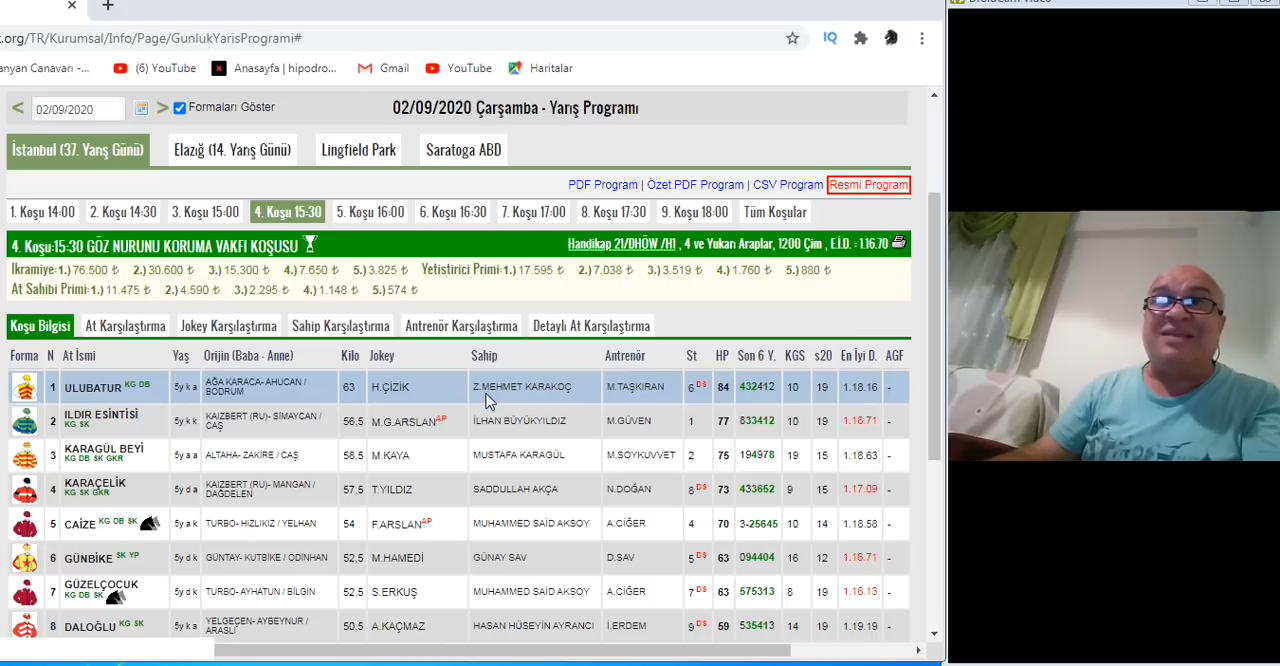 .org/TR/Kurumsal/Info/Page/GunlukYarisProgrami#
anyan Canavarı -... (6) YouTube Anasayfa | hipodro... Gmail YouTube Haritalar
02/09/2020 Formaları Göster 02/09/2020 Çarşamba - Yarış Programı
İstanbul (37. Yarış Günü) Elazığ (14. Yarış Günü) Lingfield Park Saratoga ABD
PDF Program | Özet PDF Program | CSV Program Resmi Program
1. Koşu 14:00 2. Koşu 14:30 3. Koşu 15:00 4. Koşu 15:30 5. Koşu 16:00 6. Koşu 16:30 7. Koşu 17:00 8. Koşu 17:30 9. Koşu 18:00 Tüm Koşular
4. Koşu:15:30 GÖZ NURUNU KORUMA VAKFI KOŞUSU Handikap 21/DHÖW /H1 , 4 ve Yukarı Araplar, 1200 Çim , E.İ.D. : 1.16.70
İkramiye:1.) 76.500 ₺ 2.) 30.600 ₺ 3.) 15.300 ₺ 4.) 7.650 ₺ 5.) 3.825 ₺ Yetiştirici Primi:1.) 17.595 ₺ 2.) 7.038 ₺ 3.) 3.519 ₺ 4.) 1.760 ₺ 5.) 880 ₺
At Sahibi Primi:1.) 11.475 ₺ 2.) 4.590 ₺ 3.) 2.295 ₺ 4.) 1.148 ₺ 5.) 574 ₺
Koşu Bilgisi At Karşılaştırma Jokey Karşılaştırma Sahip Karşılaştırma Antrenör Karşılaştırma Detaylı At Karşılaştırma
Forma N At İsmi Yaş Orijin (Baba - Anne) Kilo Jokey Sahip Antrenör St HP Son 6 Y. KGS s20 En İyi D. AGF
1 ULUBATUR KG DB 5y k a AĞA KARACA- AHUCAN / BODRUM 63 H.ÇİZİK Z.MEHMET KARAKOÇ M.TAŞKIRAN 6 DS 84 432412 10 19 1.18.16 -
2 ILDIR ESİNTİSİ KG SK 5y k k KAIZBERT (RU)- SİMAYCAN / CAŞ 56,5 M.G.ARSLAN AP İLHAN BÜYÜKYILDIZ M.GÜVEN 1 77 833412 10 19 1.18.71 -
3 KARAGÜL BEYİ KG DB SK GKR 5y a a ALTAHA- ZAKİRE / CAŞ 58,5 M.KAYA MUSTAFA KARAGÜL M.SOYKUVVET 2 75 194978 19 15 1.18.63 -
4 KARAÇELİK KG SK GKR 5y d a KAIZBERT (RU)- MANGAN / DAĞDELEN 57,5 T.YILDIZ SADDULLAH AKÇA N.DOĞAN 8 DS 73 433652 9 15 1.17.09 -
5 CAİZE KG DB SK 5y a k TURBO- HIZLIKIZ / YELHAN 54 F.ARSLAN AP MUHAMMED SAİD AKSOY A.CİĞER 4 70 3-25645 10 14 1.18.58 -
6 GÜNBİKE SK YP 5y d k GÜNTAY- KUTBİKE / ODİNHAN 52,5 M.HAMEDİ GÜNAY SAV D.SAV 5 DS 63 094404 16 12 1.16.71 -
7 GÜZELÇOCUK KG DB SK 5y d k TURBO- AYHATUN / BİLGİN 52,5 S.ERKUŞ MUHAMMED SAİD AKSOY A.CİĞER 7 DS 63 575313 8 19 1.18.13 -
8 DALOĞLU KG SK 5y k a YELGEÇEN- AYBEYNUR / ARASLI 50,5 A.KAÇMAZ HASAN HÜSEYİN AYRANCI İ.ERDEM 9 DS 59 535413 14 19 1.19.19 -